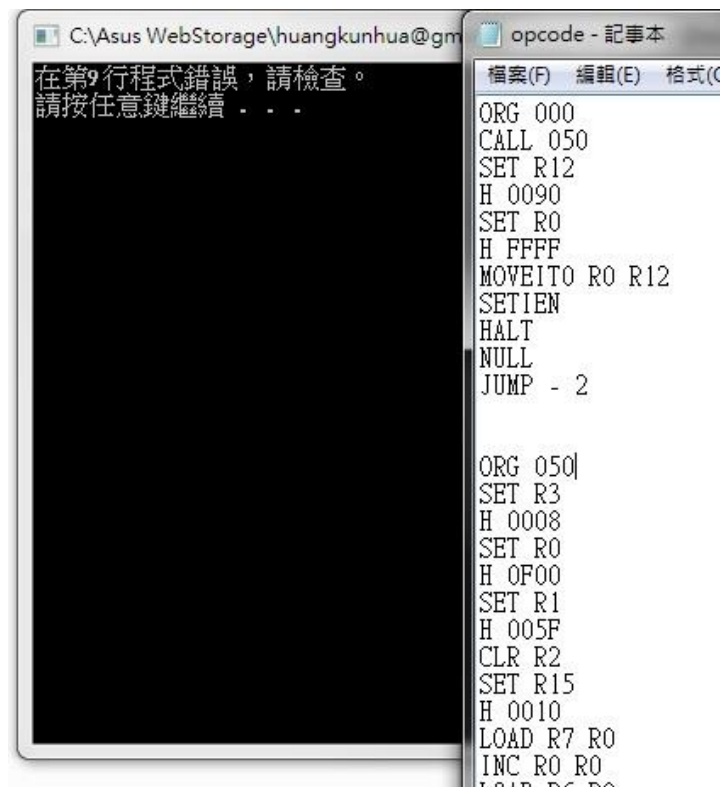 C:\Asus WebStorage\huangkunhua@gm
在第9行程式錯誤，請檢查。
請按任意鍵繼續 . . .
opcode - 記事本
檔案(F) 編輯(E) 格式(
ORG 000
CALL 050
SET R12
H 0090
SET R0
H FFFF
MOVEITO R0 R12
SETIEN
HALT
NULL
JUMP - 2
ORG 050
SET R3
H 0008
SET R0
H 0F00
SET R1
H 005F
CLR R2
SET R15
H 0010
LOAD R7 R0
INC R0 R0